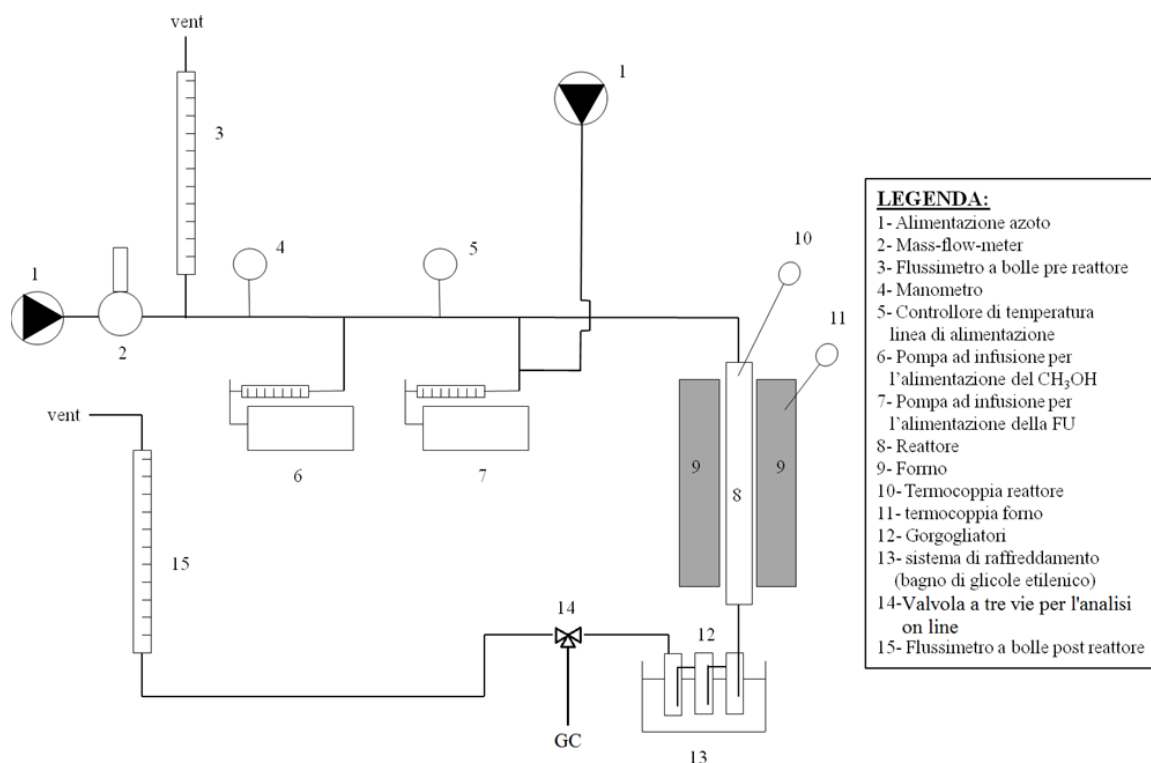 vent
1
3
4
5
10
1
11
2
vent
6
7
9
8
9
15
14
12
GC
13
LEGENDA:
1- Alimentazione azoto
2- Mass-flow-meter
3- Flussimetro a bolle pre reattore
4- Manometro
5- Controllore di temperatura
linea di alimentazione
6- Pompa ad infusione per
l'alimentazione del CH₃OH
7- Pompa ad infusione per
l'alimentazione della FU
8- Reattore
9- Forno
10- Termocoppia reattore
11- termocoppia forno
12- Gorgogliatori
13- sistema di raffreddamento
(bagno di glicole etilenico)
14-Valvola a tre vie per l'analisi
on line
15- Flussimetro a bolle post reattore